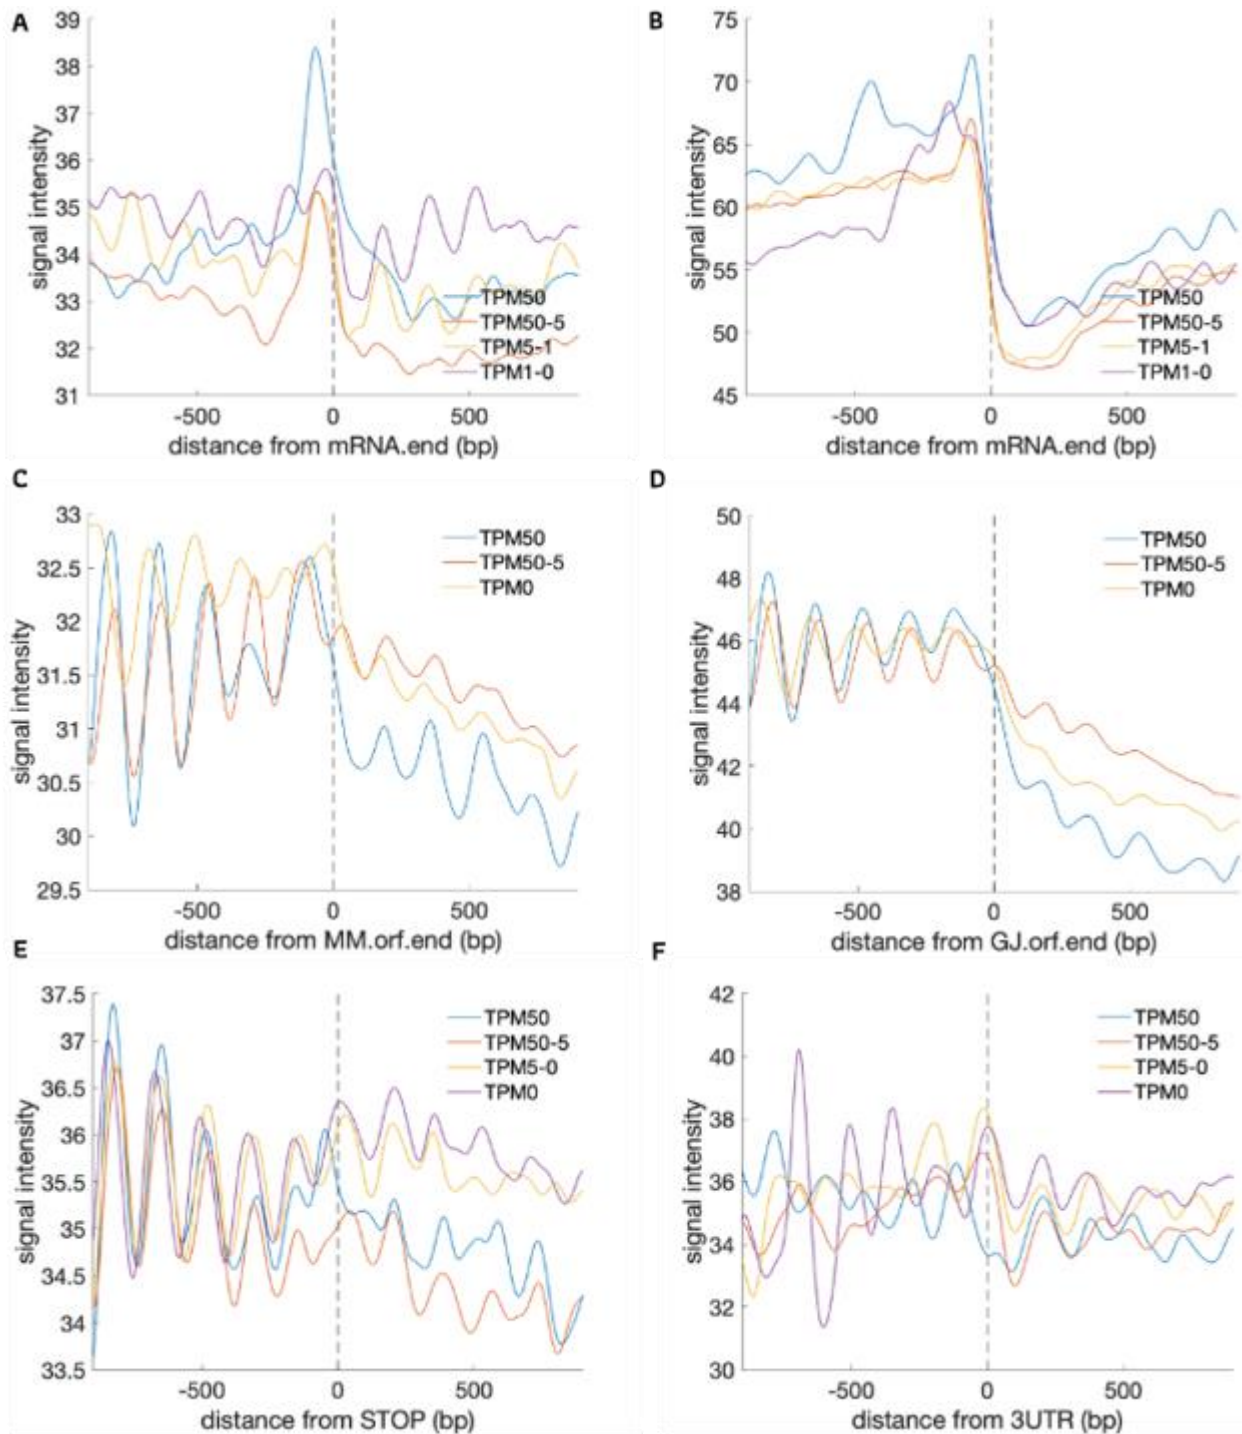 A
39
38
37
36
35
34
33
32
31
signal intensity
-500 0 500
distance from mRNA.end (bp)
TPM50
TPM50-5
TPM5-1
TPM1-0
B
75
70
65
60
55
50
45
signal intensity
-500 0 500
distance from mRNA.end (bp)
TPM50
TPM50-5
TPM5-1
TPM1-0
C
33
32.5
32
31.5
31
30.5
30
29.5
signal intensity
-500 0 500
distance from MM.orf.end (bp)
TPM50
TPM50-5
TPM0
D
50
48
46
44
42
40
38
signal intensity
-500 0 500
distance from GJ.orf.end (bp)
TPM50
TPM50-5
TPM0
E
37.5
37
36.5
36
35.5
35
34.5
34
33.5
signal intensity
-500 0 500
distance from STOP (bp)
TPM50
TPM50-5
TPM5-0
TPM0
F
42
40
38
36
34
32
30
signal intensity
-500 0 500
distance from 3UTR (bp)
TPM50
TPM50-5
TPM5-0
TPM0